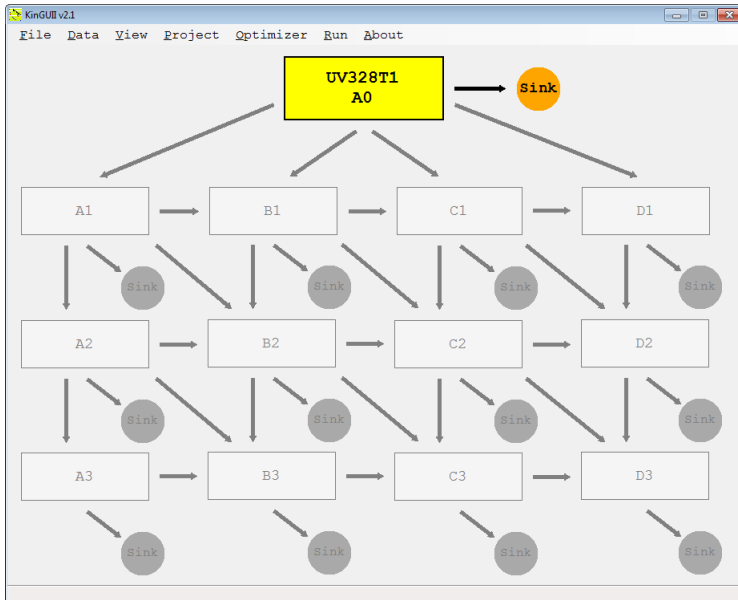 KinGUII v2.1
File Data View Project Optimizer Run About
UV328T1
A0
Sink
A1 B1 C1 D1
Sink Sink Sink Sink
A2 B2 C2 D2
Sink Sink Sink Sink
A3 B3 C3 D3
Sink Sink Sink Sink